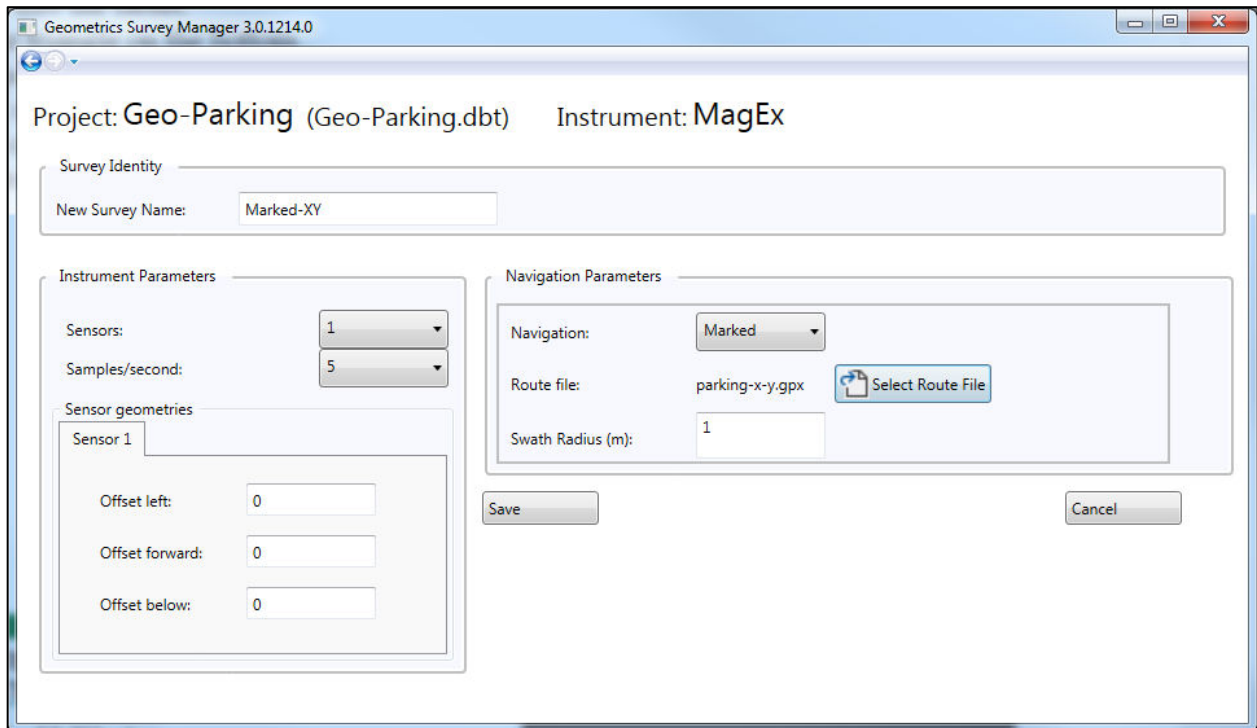 Geometrics Survey Manager 3.0.1214.0
Project: Geo-Parking (Geo-Parking.dbt) Instrument: MagEx
Survey Identity
New Survey Name: Marked-XY
Instrument Parameters
Sensors: 1
Samples/second: 5
Sensor geometries
Sensor 1
Offset left: 0
Offset forward: 0
Offset below: 0
Navigation Parameters
Navigation: Marked
Route file: parking-x-y.gpx Select Route File
Swath Radius (m): 1
Save Cancel